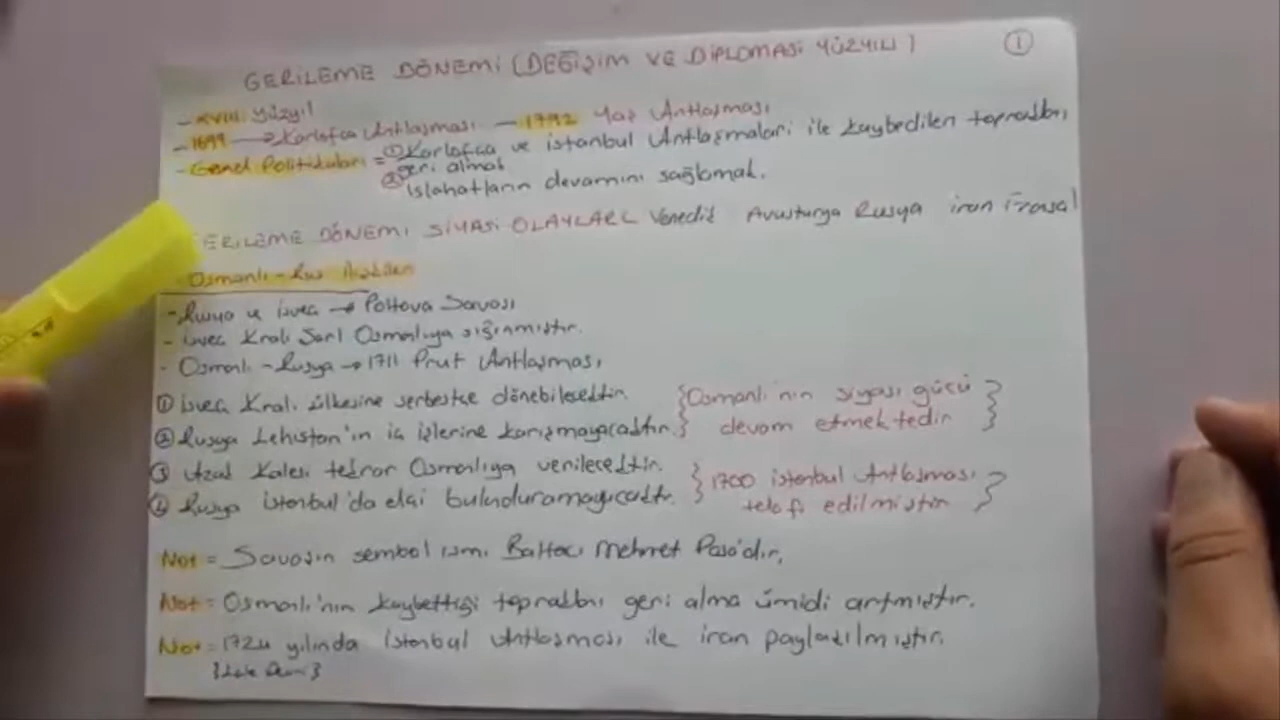 GERİLEME DÖNEMİ (DEĞİŞİM VE DİPLOMASİ YÜZYILI) ①
- XVIII. Yüzyıl
- 1699 → Karlofça Antlaşması - 1792 Yaş Antlaşması
- Genel Politikaları = ① Karlofça ve İstanbul Antlaşmaları ile kaybedilen toprakları
geri almak
② Islahatların devamını sağlamak.
GERİLEME DÖNEMİ SİYASİ OLAYLARI Venedik Avusturya Rusya İran
- Osmanlı - Rus
- Rusya ve İsveç → Poltova Savaşı
- İsveç Kralı Şarl Osmanlıya sığınmıştır.
- Osmanlı - Rusya → 1711 Prut Antlaşması
① İsveç Kralı ülkesine serbestçe dönebilecektir.
② Rusya Lehistan'ın iç işlerine karışmayacaktır.
{Osmanlı'nın siyasi gücü
devam etmektedir}
③ Azak Kalesi tekrar Osmanlıya verilecektir.
④ Rusya İstanbul'da elçi bulunduramayacaktır.
{1700 İstanbul Antlaşması
telafi edilmiştir}
Not = Savaşın sembol ismi Baltacı Mehmet Paşa'dır.
Not = Osmanlı'nın kaybettiği toprakları geri alma ümidi artmıştır.
Not = 1724 yılında İstanbul Antlaşması ile İran paylaşılmıştır.
{Lale Devri}